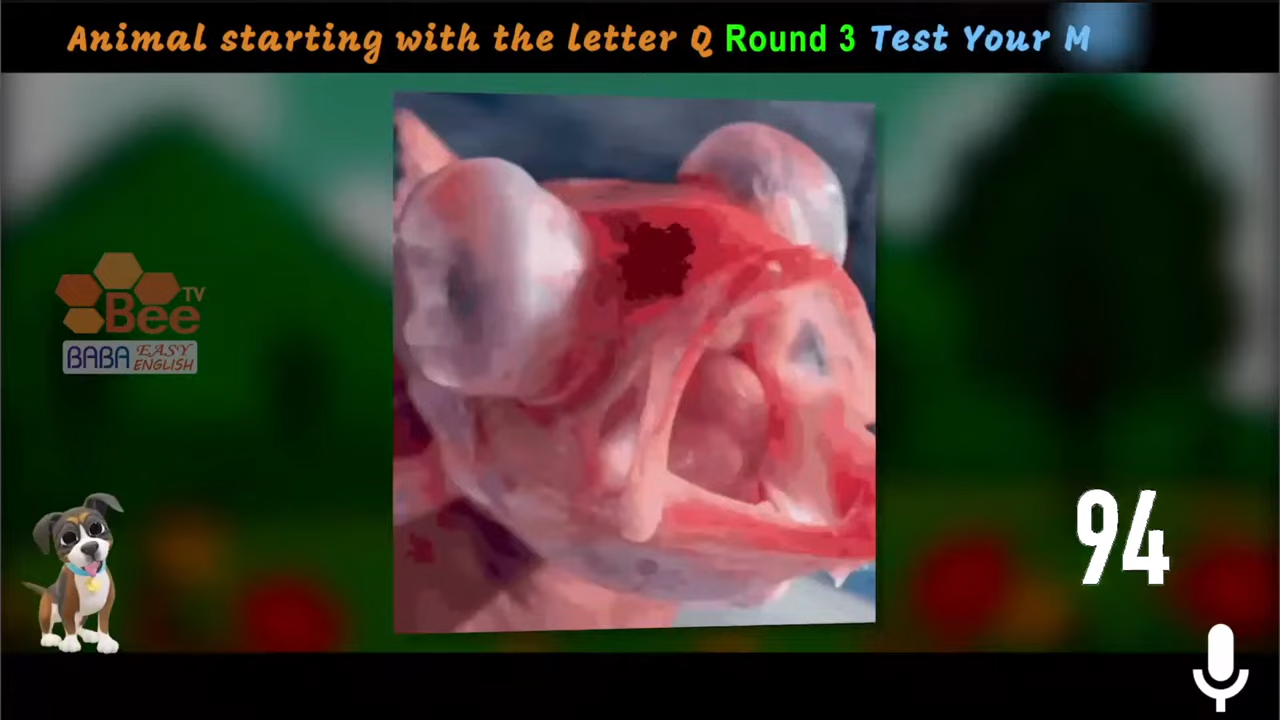 Animal starting with the letter Q Round 3 Test Your M
Bee TV
BABA EASY ENGLISH
94